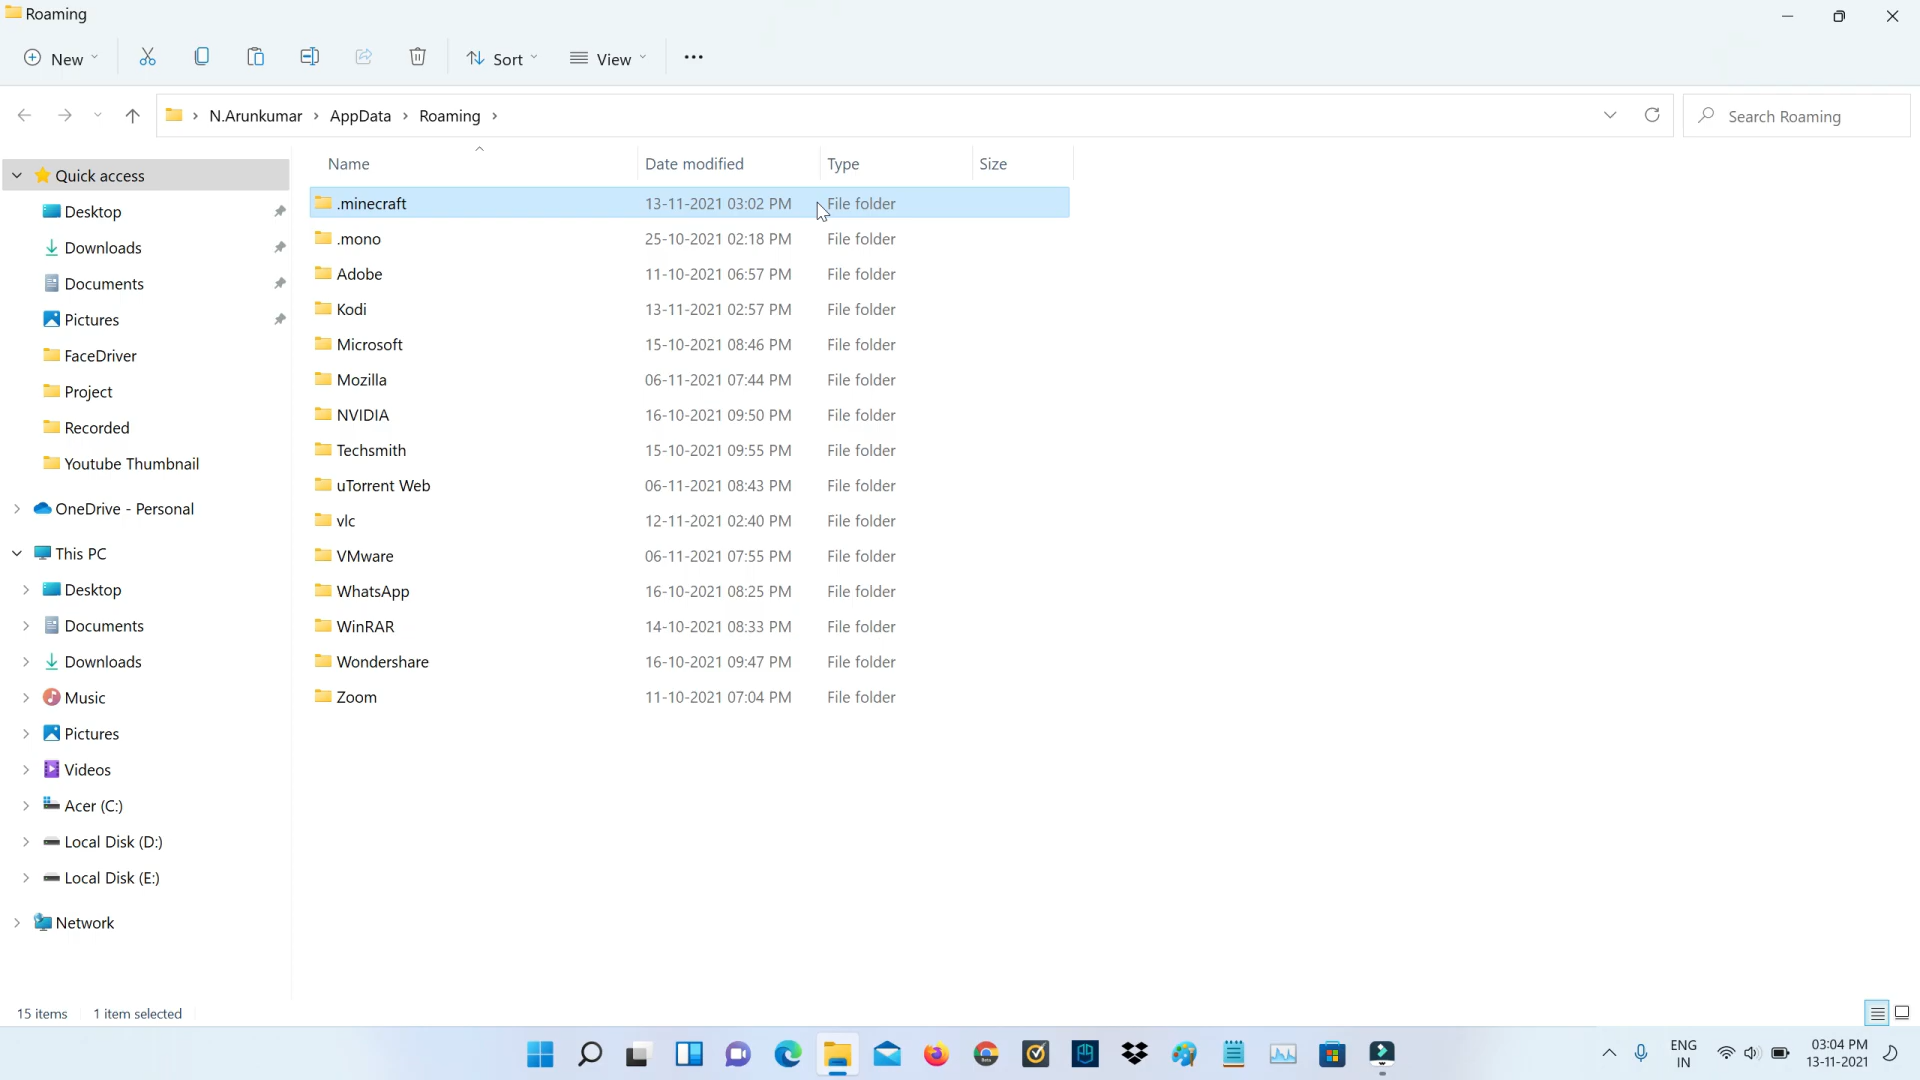 Roaming
New
Sort
View
N.Arunkumar > AppData > Roaming >
Search Roaming
Name Date modified Type Size
Quick access
Desktop
Downloads
Documents
Pictures
FaceDriver
Project
Recorded
Youtube Thumbnail
OneDrive - Personal
This PC
Desktop
Documents
Downloads
Music
Pictures
Videos
Acer (C:)
Local Disk (D:)
Local Disk (E:)
Network
.minecraft 13-11-2021 03:02 PM File folder
.mono 25-10-2021 02:18 PM File folder
Adobe 11-10-2021 06:57 PM File folder
Kodi 13-11-2021 02:57 PM File folder
Microsoft 15-10-2021 08:46 PM File folder
Mozilla 06-11-2021 07:44 PM File folder
NVIDIA 16-10-2021 09:50 PM File folder
Techsmith 15-10-2021 09:55 PM File folder
uTorrent Web 06-11-2021 08:43 PM File folder
vlc 12-11-2021 02:40 PM File folder
VMware 06-11-2021 07:55 PM File folder
WhatsApp 16-10-2021 08:25 PM File folder
WinRAR 14-10-2021 08:33 PM File folder
Wondershare 16-10-2021 09:47 PM File folder
Zoom 11-10-2021 07:04 PM File folder
15 items 1 item selected
ENG
IN
03:04 PM
13-11-2021